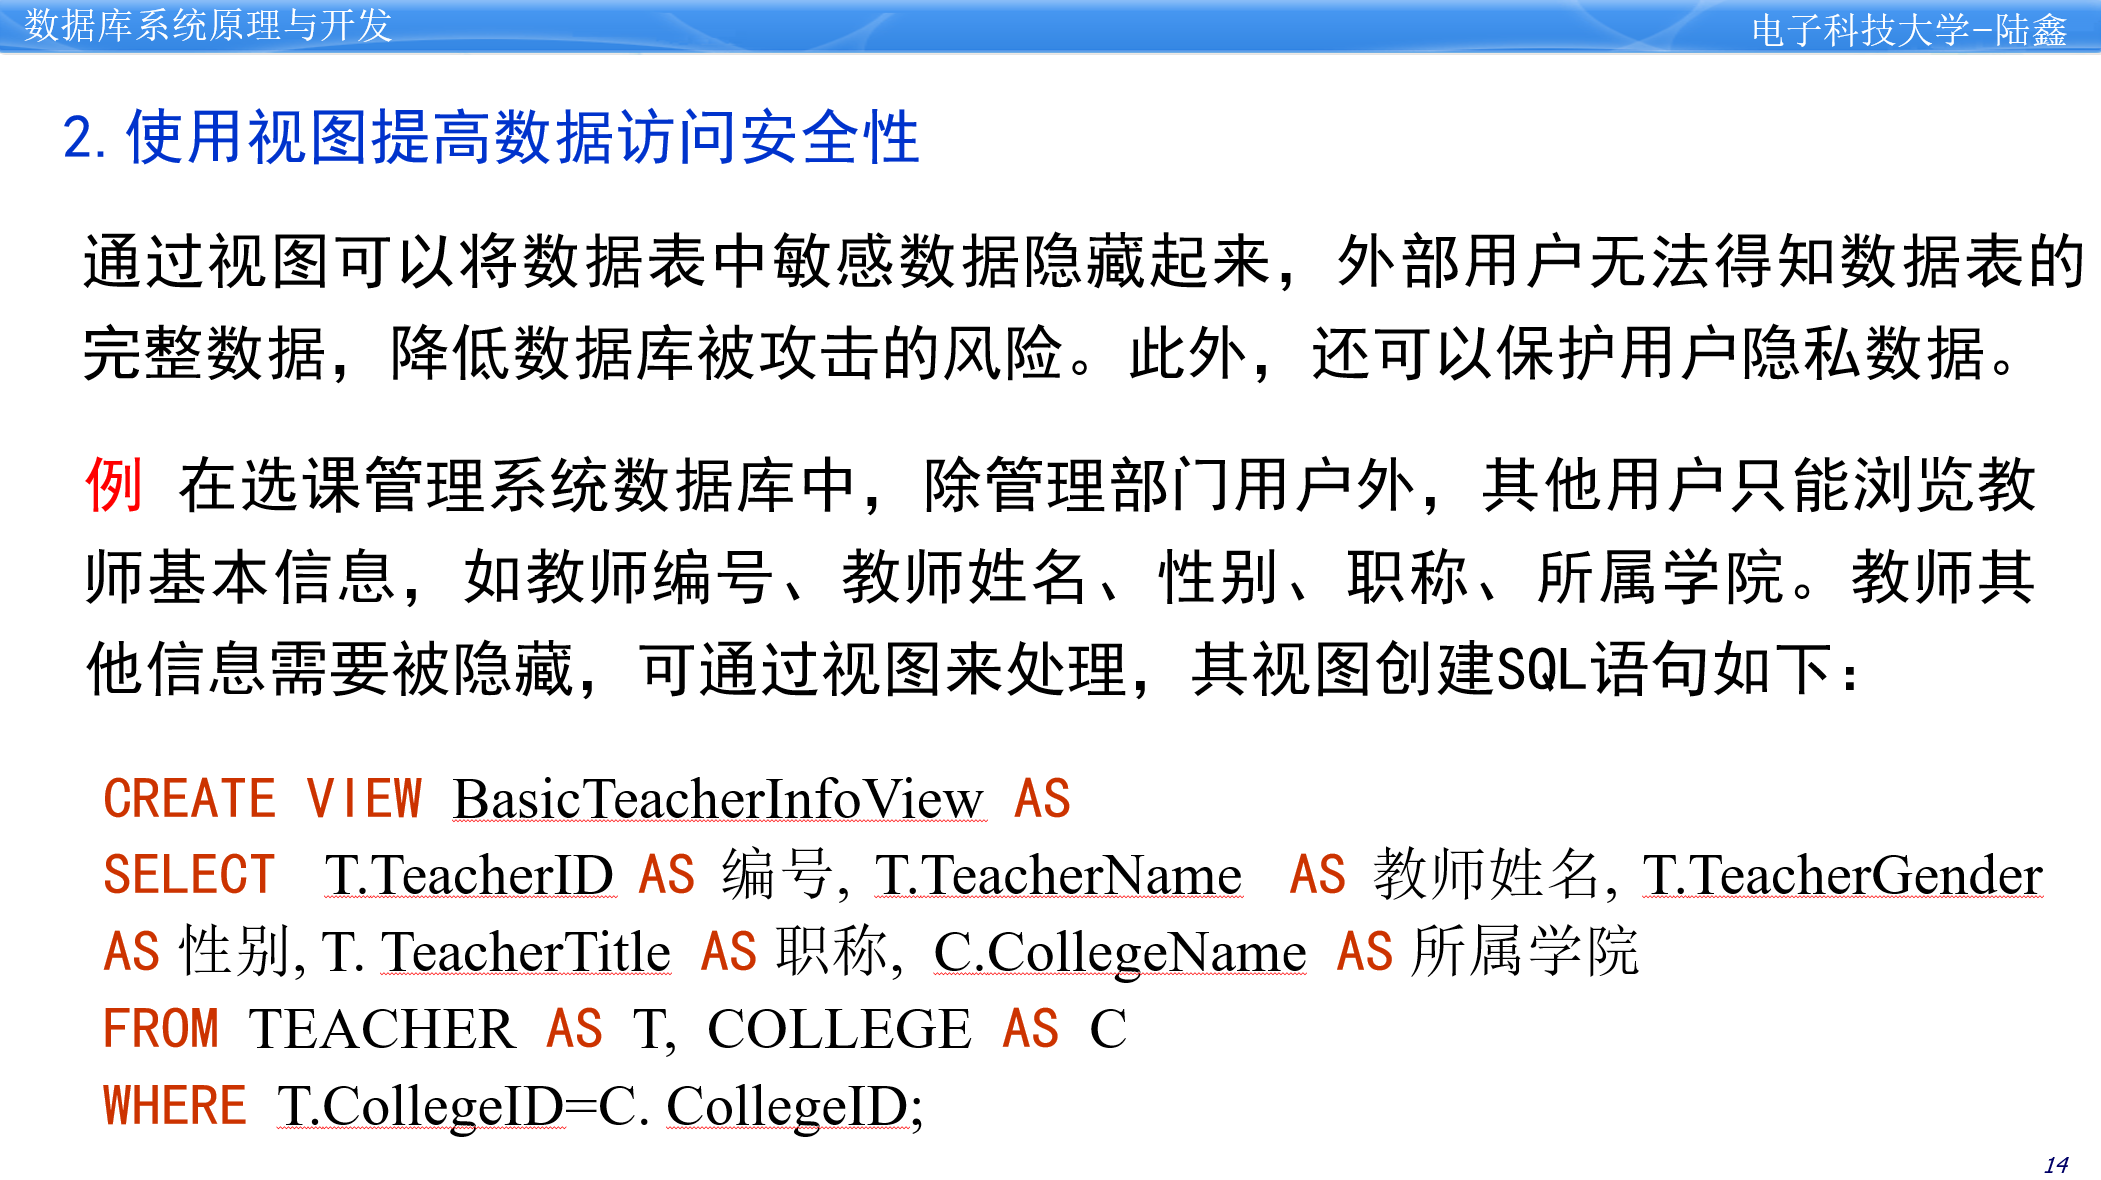 数据库系统原理与开发
电子科技大学-陆鑫
2.使用视图提高数据访问安全性
通过视图可以将数据表中敏感数据隐藏起来，外部用户无法得知数据表的
完整数据，降低数据库被攻击的风险。此外，还可以保护用户隐私数据。
例 在选课管理系统数据库中，除管理部门用户外，其他用户只能浏览教
师基本信息，如教师编号、教师姓名、性别、职称、所属学院。教师其
他信息需要被隐藏，可通过视图来处理，其视图创建SQL语句如下：
CREATE VIEW BasicTeacherInfoView AS
SELECT T.TeacherID AS 编号, T.TeacherName AS 教师姓名, T.TeacherGender
AS 性别, T. TeacherTitle AS 职称, C.CollegeName AS 所属学院
FROM TEACHER AS T, COLLEGE AS C
WHERE T.CollegeID=C. CollegeID;
14